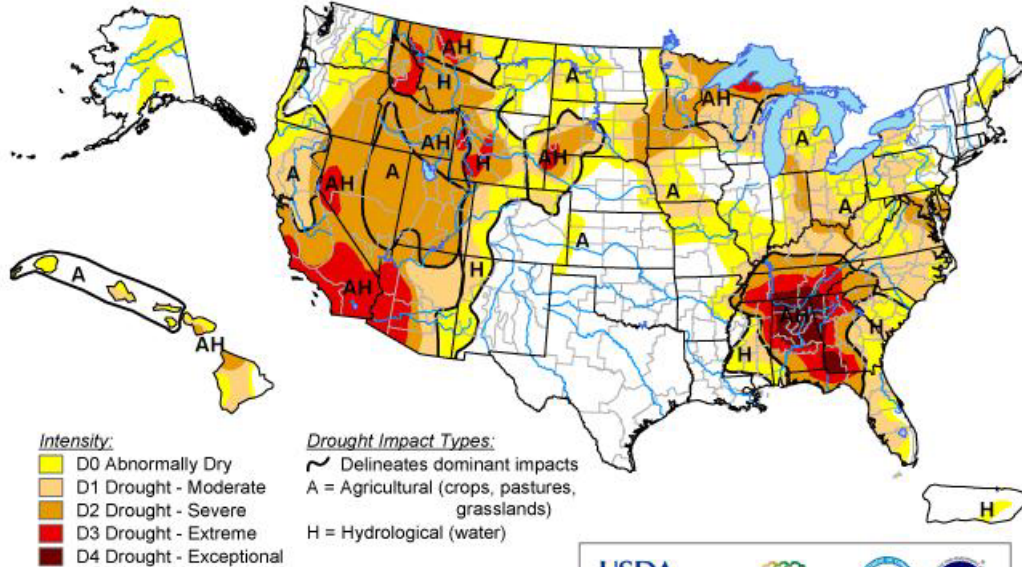 AH
H
A
A
AH
A
AH
A
AH
H
AH
AH
A
A
A
A
AH
H
A
AH
H
H
AH
H
Intensity:
D0 Abnormally Dry
D1 Drought - Moderate
D2 Drought - Severe
D3 Drought - Extreme
D4 Drought - Exceptional
Drought Impact Types:
Delineates dominant impacts
A = Agricultural (crops, pastures,
grasslands)
H = Hydrological (water)
USDA